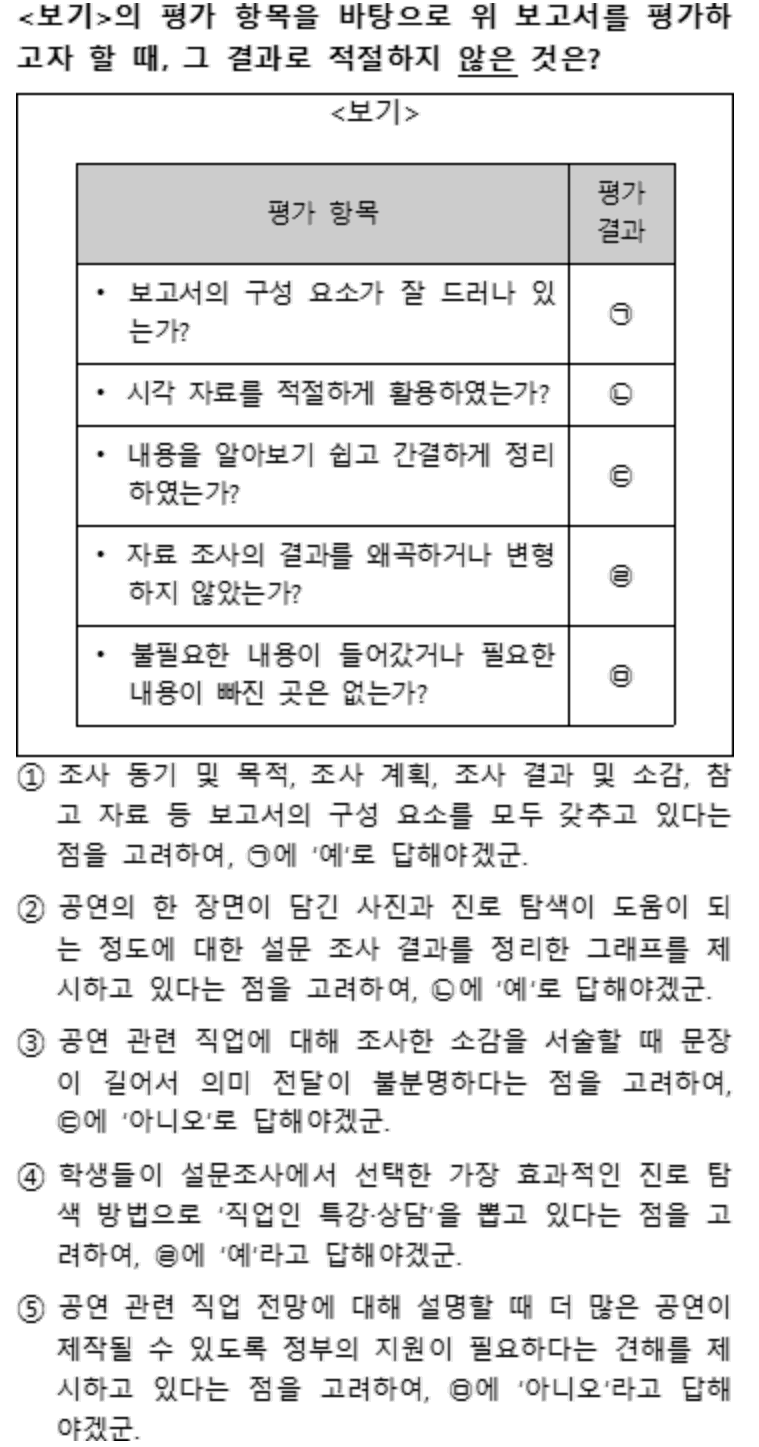 <보기>의 평가 항목을 바탕으로 위 보고서를 평가하
고자 할 때, 그 결과로 적절하지 않은 것은?
<보기>
평가 항목
평가
결과
• 보고서의 구성 요소가 잘 드러나 있
는가?
㉠
• 시각 자료를 적절하게 활용하였는가?
㉡
• 내용을 알아보기 쉽고 간결하게 정리
하였는가?
㉢
• 자료 조사의 결과를 왜곡하거나 변형
하지 않았는가?
㉣
• 불필요한 내용이 들어갔거나 필요한
내용이 빠진 곳은 없는가?
㉤
① 조사 동기 및 목적, 조사 계획, 조사 결과 및 소감, 참
고 자료 등 보고서의 구성 요소를 모두 갖추고 있다는
점을 고려하여, ㉠에 '예'로 답해야겠군.
② 공연의 한 장면이 담긴 사진과 진로 탐색이 도움이 되
는 정도에 대한 설문 조사 결과를 정리한 그래프를 제
시하고 있다는 점을 고려하여, ㉡에 '예'로 답해야겠군.
③ 공연 관련 직업에 대해 조사한 소감을 서술할 때 문장
이 길어서 의미 전달이 불분명하다는 점을 고려하여,
㉢에 '아니오'로 답해야겠군.
④ 학생들이 설문조사에서 선택한 가장 효과적인 진로 탐
색 방법으로 '직업인 특강·상담'을 뽑고 있다는 점을 고
려하여, ㉣에 '예'라고 답해야겠군.
⑤ 공연 관련 직업 전망에 대해 설명할 때 더 많은 공연이
제작될 수 있도록 정부의 지원이 필요하다는 견해를 제
시하고 있다는 점을 고려하여, ㉤에 '아니오'라고 답해
야겠군.